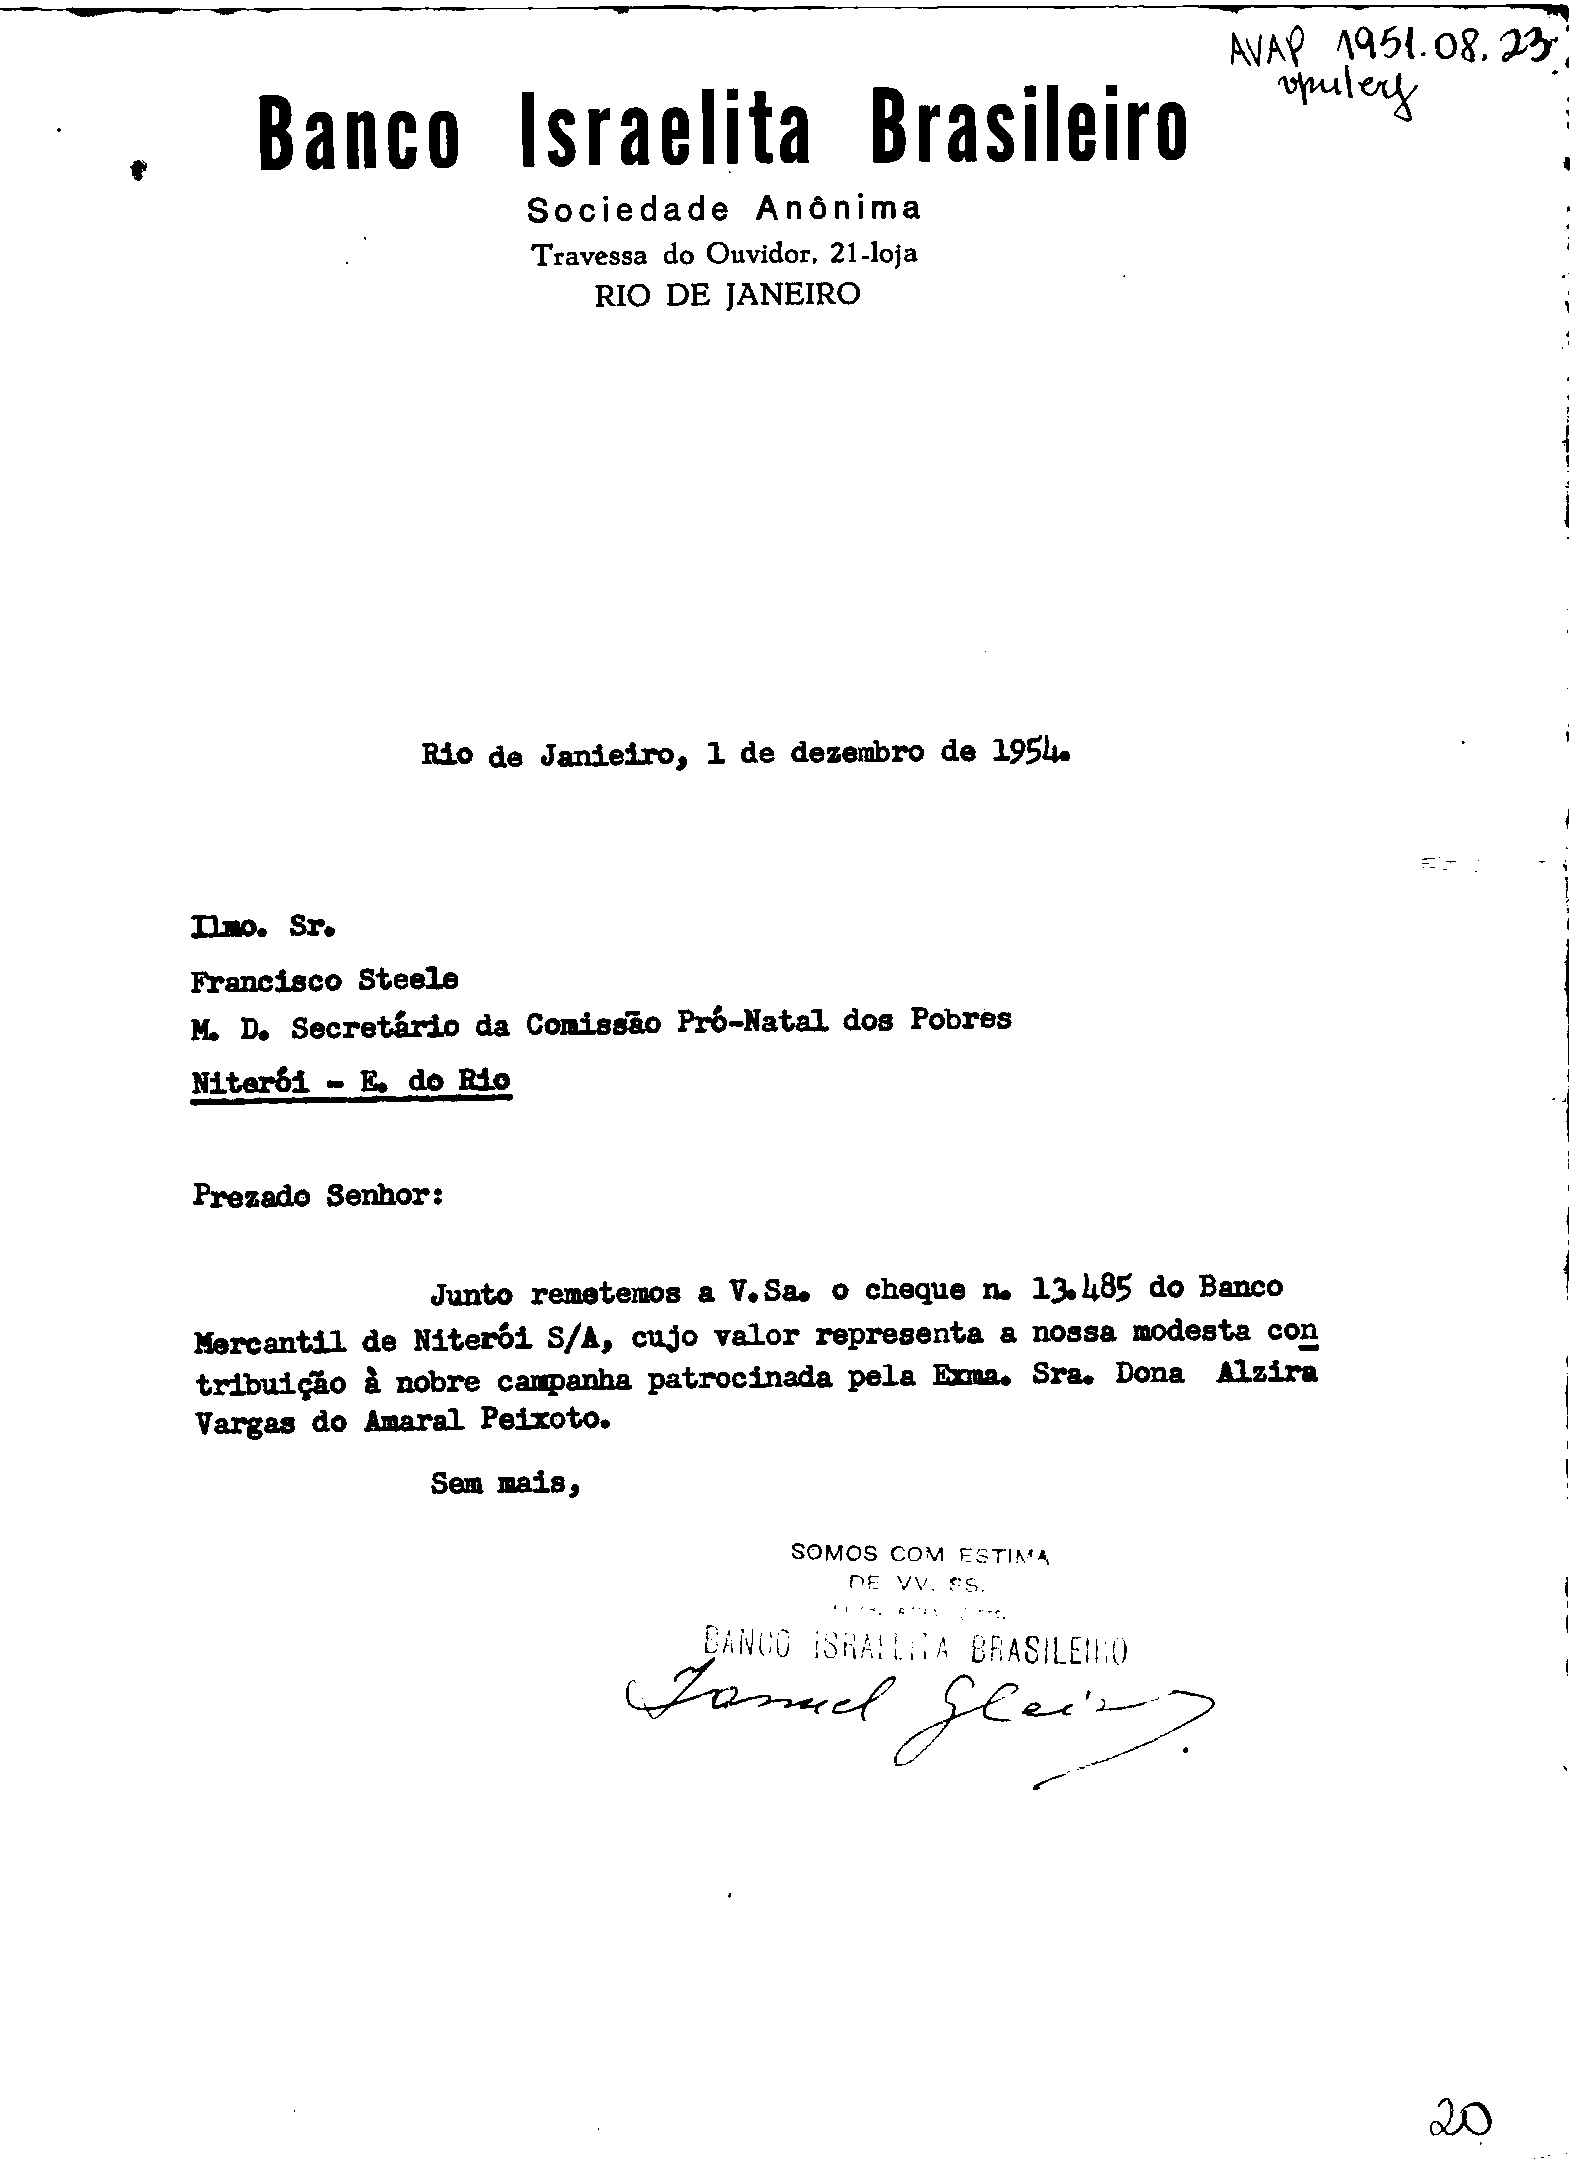 AVAP 1951.08.23
Banco Israelita Brasileiro
Sociedade Anônima
Travessa do Ouvidor, 21-loja
RIO DE JANEIRO
Rio de Janieiro, 1 de dezembro de 1954.
Ilmo. Sr.
Francisco Steele
M. D. Secretário da Comissão Pró-Natal dos Pobres
Niterói - E. do Rio
Prezado Senhor:
Junto remetemos a V.Sa. o cheque n. 13.485 do Banco
Mercantil de Niterói S/A, cujo valor representa a nossa modesta con
tribuição à nobre campanha patrocinada pela Exma. Sra. Dona Alzira
Vargas do Amaral Peixoto.
Sem mais,
SOMOS COM ESTIMA
DE VV. SS.
BANCO ISRAELITA BRASILEIRO
20